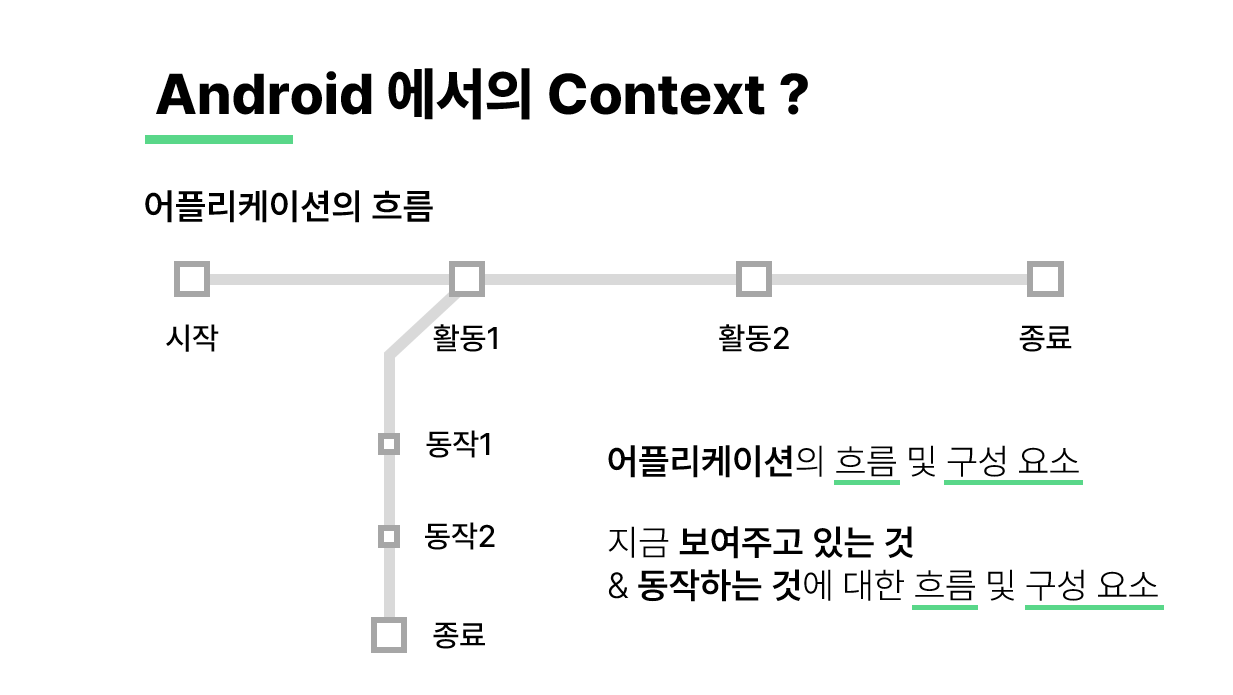 Android 에서의 Context ?
어플리케이션의 흐름
시작
활동1
활동2
종료
동작1
동작2
종료
어플리케이션의 흐름 및 구성 요소
지금 보여주고 있는 것
& 동작하는 것에 대한 흐름 및 구성 요소